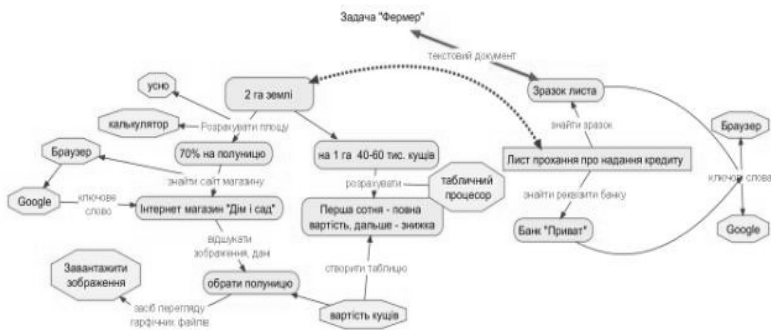 Задача "Фермер"
текстовий документ
усно
2 га землі
Зразок листа
калькулятор
Розрахувати площу
знайти зразок
Браузер
Браузер
70% на полуницю
на 1 га 40-60 тис. кущів
Лист прохання про надання кредиту
знайти сайт магазину
розрахувати
табличний
процесор
ключові слова
Google
ключове
слово
Інтернет магазин "Дім і сад"
Перша сотня - повна
вартість, дальше - знижка
знайти реквізити банку
Банк "Приват"
Google
відшукати
зображення, дані
Завантажити
зображення
створити таблицю
обрати полуницю
засіб перегляду
гарфічних файлів
вартість кущів